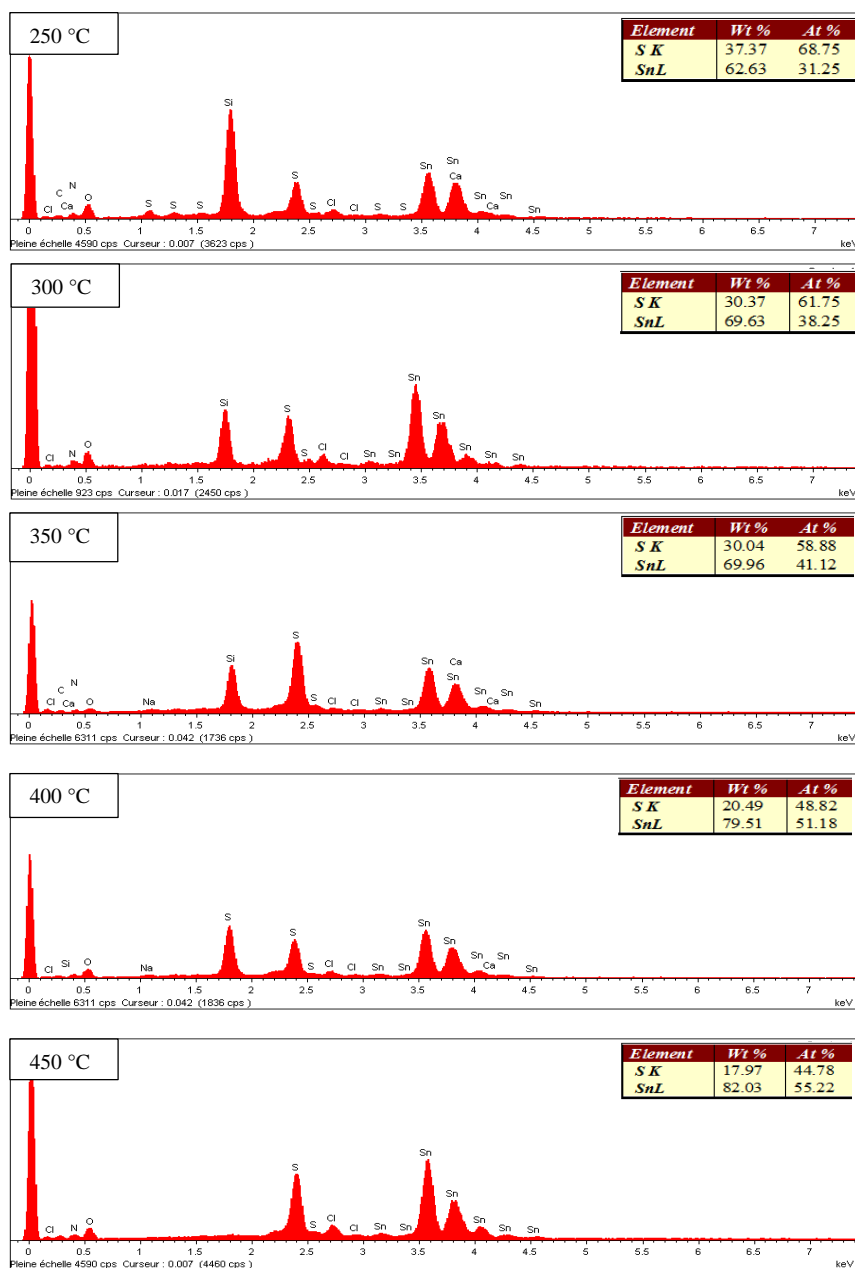 250 °C
Element Wt % At %
S K 37.37 68.75
SnL 62.63 31.25
Si
S
Sn
Sn
Ca
N
C
Cl Ca O
S S S
S Cl Cl S S
Sn Sn
Ca Sn
0 0.5 1 1.5 2 2.5 3 3.5 4 4.5 5 5.5 6 6.5 7
Pleine échelle 4590 cps Curseur : 0.007 (3623 cps ) keV
300 °C
Element Wt % At %
S K 30.37 61.75
SnL 69.63 38.25
Sn
Si
S
Sn
Cl N O
S Cl Cl Sn Sn
Sn Sn Sn
0 0.5 1 1.5 2 2.5 3 3.5 4 4.5 5 5.5 6 6.5 7
Pleine échelle 923 cps Curseur : 0.017 (2450 cps ) keV
350 °C
Element Wt % At %
S K 30.04 58.88
SnL 69.96 41.12
S
Si
Sn
Ca
Sn
N
C
Cl Ca O Na
S Cl Cl Sn Sn
Sn Sn
Ca Sn
0 0.5 1 1.5 2 2.5 3 3.5 4 4.5 5 5.5 6 6.5 7
Pleine échelle 6311 cps Curseur : 0.042 (1736 cps ) keV
400 °C
Element Wt % At %
S K 20.49 48.82
SnL 79.51 51.18
S
S
Sn
Sn
Cl Si O Na
S Cl Cl Sn Sn
Sn Sn
Ca Sn
0 0.5 1 1.5 2 2.5 3 3.5 4 4.5 5 5.5 6 6.5 7
Pleine échelle 6311 cps Curseur : 0.042 (1836 cps ) keV
450 °C
Element Wt % At %
S K 17.97 44.78
SnL 82.03 55.22
Sn
S
Sn
Cl N O
S Cl Cl Sn Sn
Sn Sn Sn
0 0.5 1 1.5 2 2.5 3 3.5 4 4.5 5 5.5 6 6.5 7
Pleine échelle 4590 cps Curseur : 0.007 (4460 cps ) keV